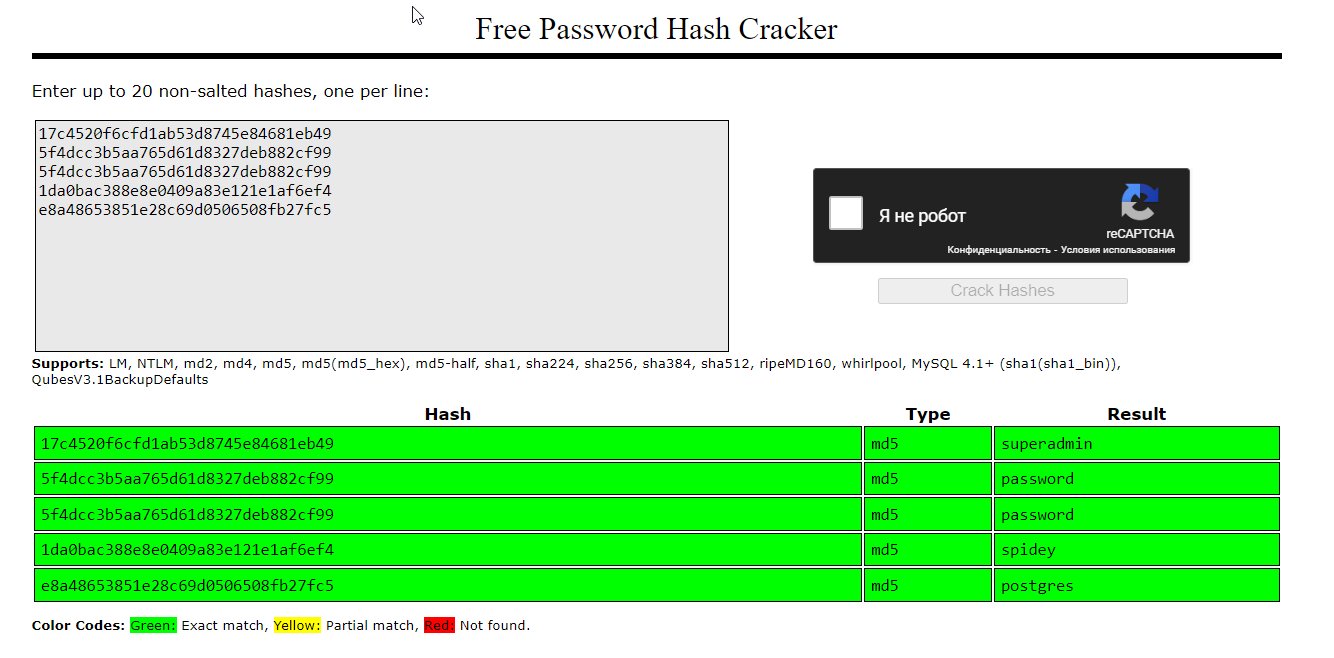 Free Password Hash Cracker
Enter up to 20 non-salted hashes, one per line:
17c4520f6cfd1ab53d8745e84681eb49
5f4dcc3b5aa765d61d8327deb882cf99
5f4dcc3b5aa765d61d8327deb882cf99
1da0bac388e8e0409a83e121e1af6ef4
e8a48653851e28c69d0506508fb27fc5
Я не робот
reCAPTCHA
Конфиденциальность - Условия использования
Crack Hashes
Supports: LM, NTLM, md2, md4, md5, md5(md5_hex), md5-half, sha1, sha224, sha256, sha384, sha512, ripeMD160, whirlpool, MySQL 4.1+ (sha1(sha1_bin)),
QubesV3.1BackupDefaults
Hash Type Result
17c4520f6cfd1ab53d8745e84681eb49 md5 superadmin
5f4dcc3b5aa765d61d8327deb882cf99 md5 password
5f4dcc3b5aa765d61d8327deb882cf99 md5 password
1da0bac388e8e0409a83e121e1af6ef4 md5 spidey
e8a48653851e28c69d0506508fb27fc5 md5 postgres
Color Codes: Green: Exact match, Yellow: Partial match, Red: Not found.